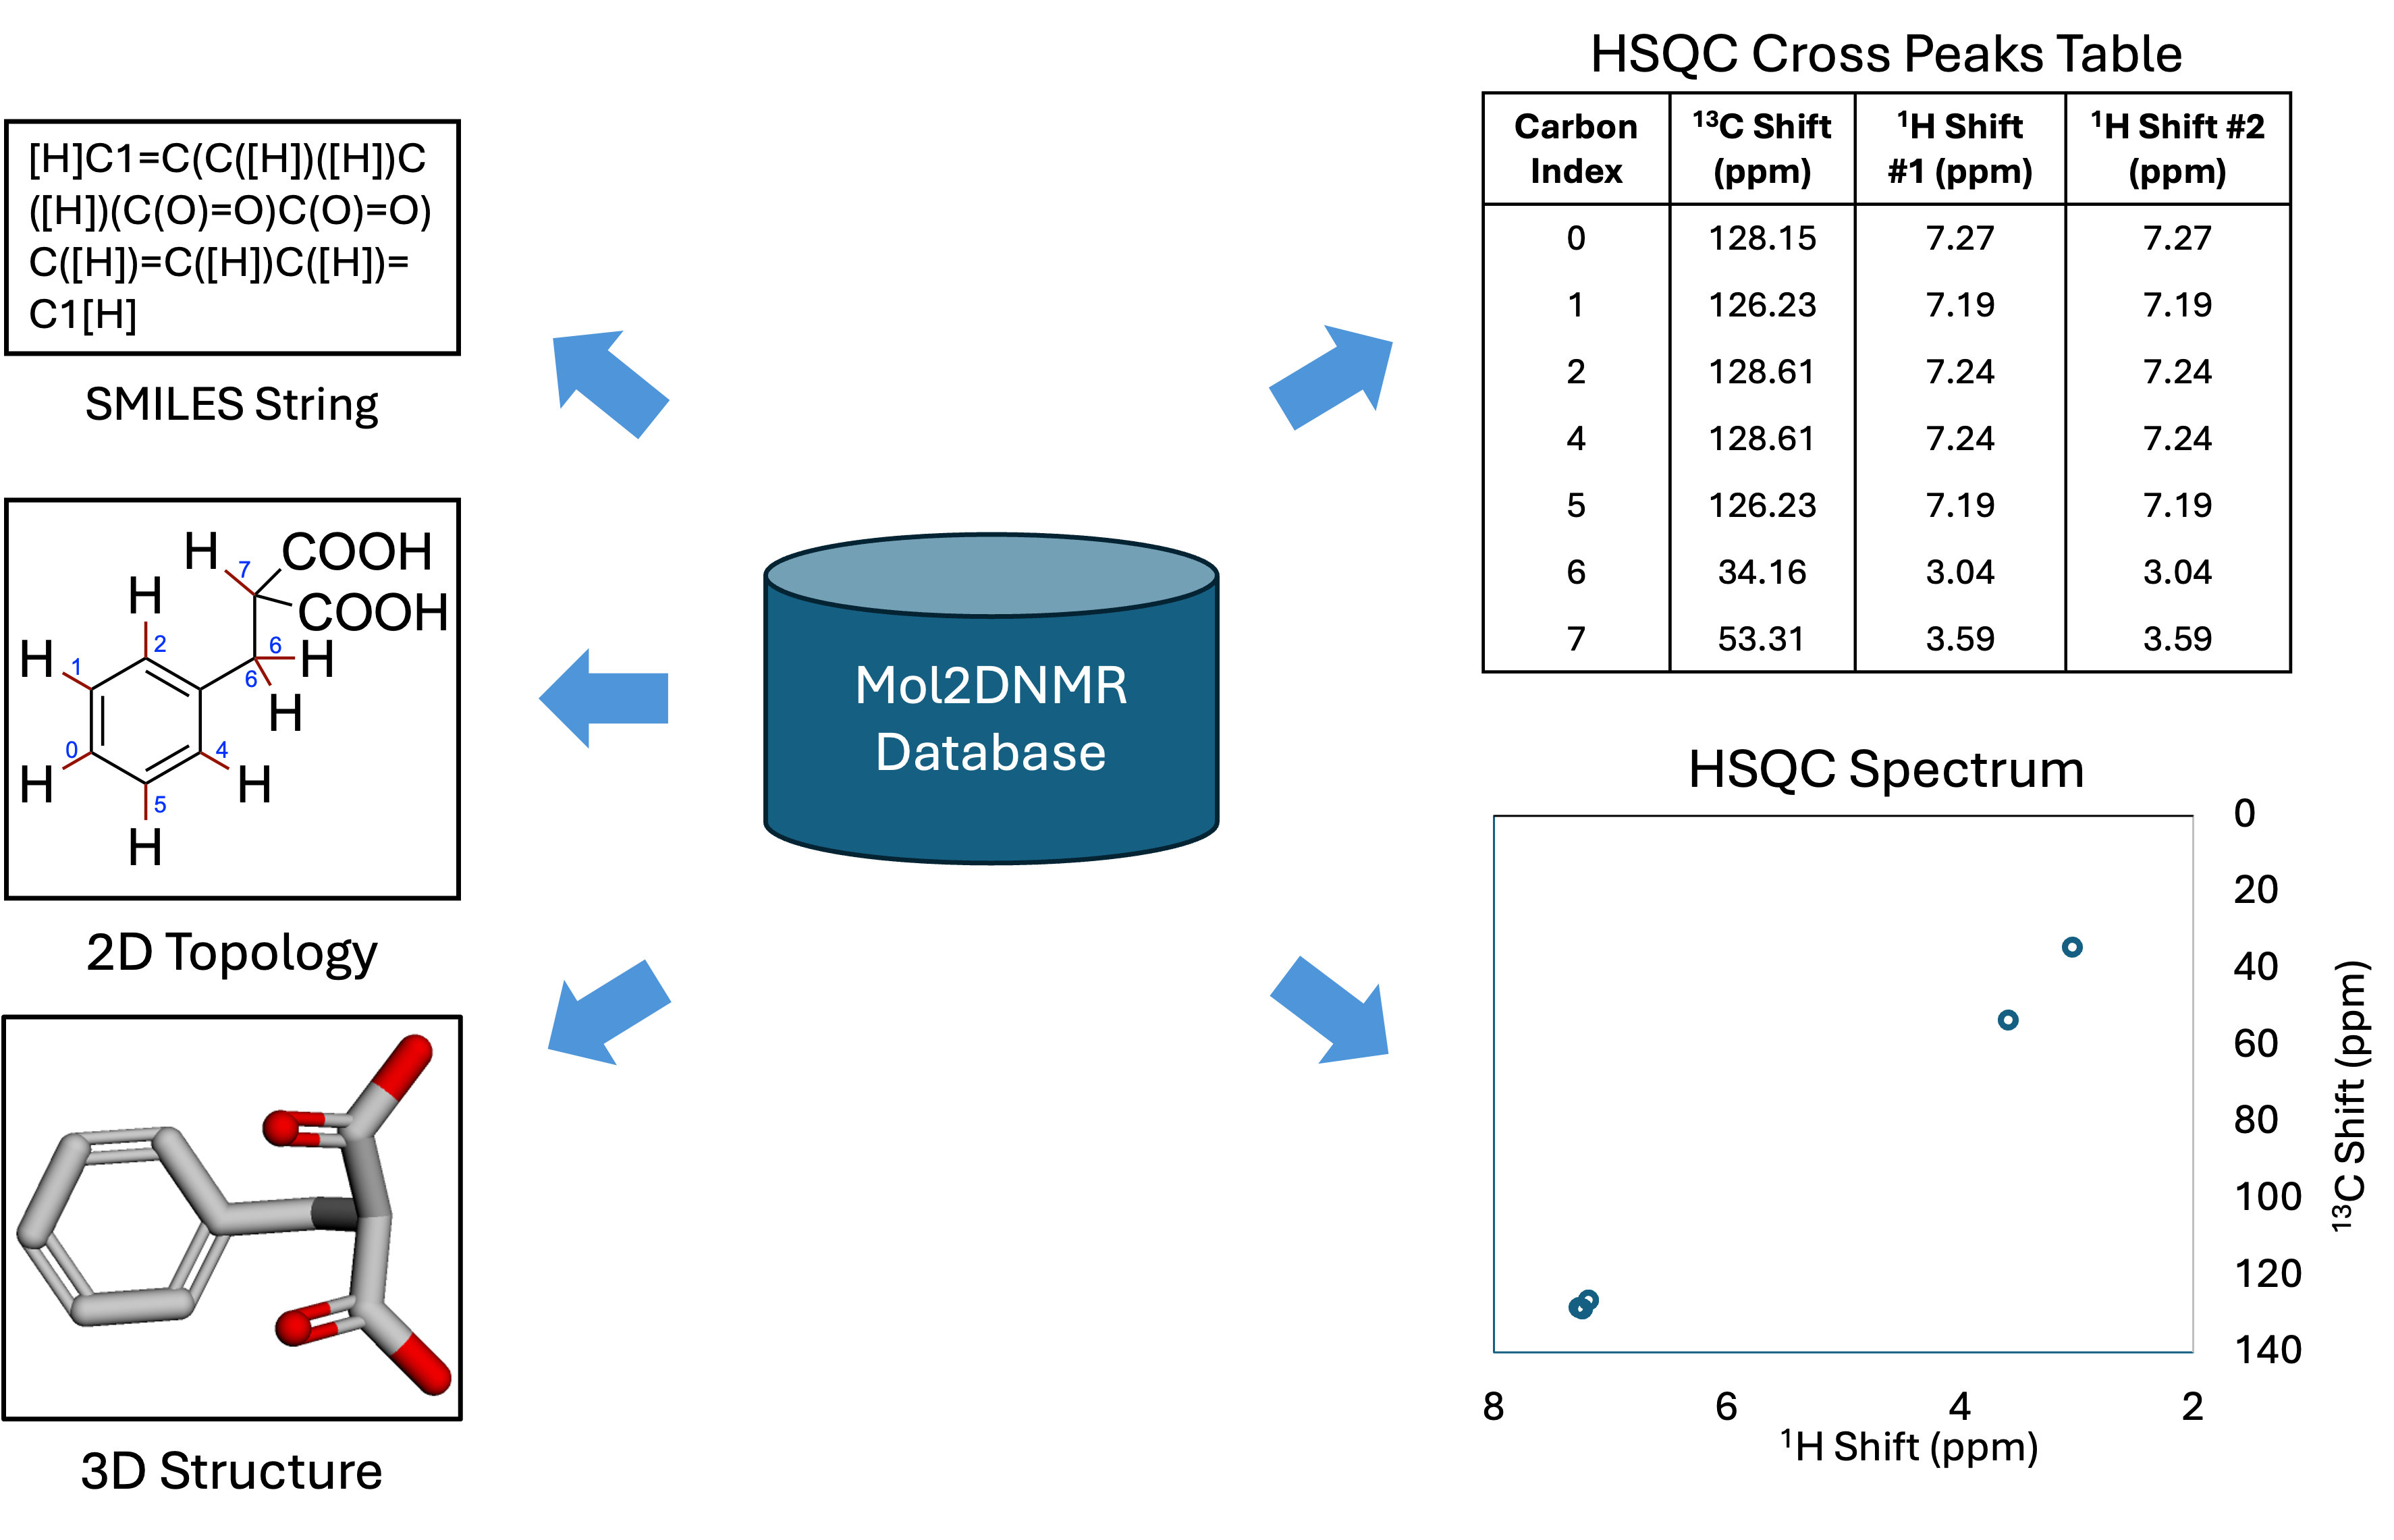 [H]C1=C(C([H])([H])C
([H])(C(O)=O)C(O)=O)
C([H])=C([H])C([H])=
C1[H]
SMILES String
H 7 COOH
H COOH
H 1 2 6 H
6 H
0 4
H H
5
H
2D Topology
3D Structure
Mol2DNMR
Database
HSQC Cross Peaks Table
Carbon Index ¹³C Shift (ppm) ¹H Shift #1 (ppm) ¹H Shift #2 (ppm)
0 128.15 7.27 7.27
1 126.23 7.19 7.19
2 128.61 7.24 7.24
4 128.61 7.24 7.24
5 126.23 7.19 7.19
6 34.16 3.04 3.04
7 53.31 3.59 3.59
HSQC Spectrum
0
20
40
60
80
100
120
140
¹³C Shift (ppm)
8 6 4 2
¹H Shift (ppm)